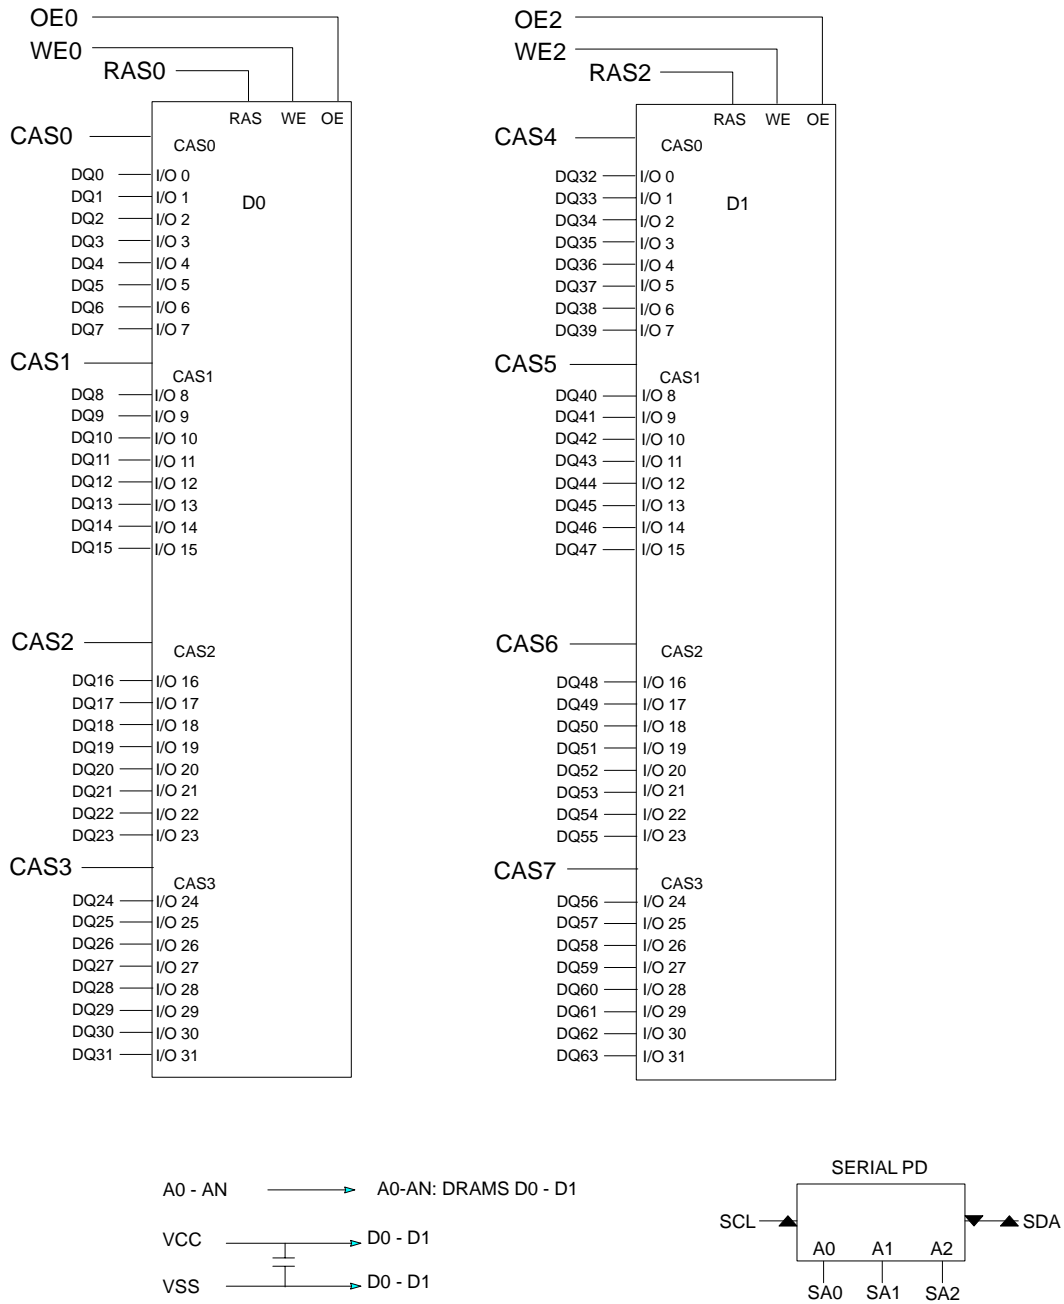 OE0
WE0
RAS0
RAS WE OE
CAS0
CAS0
DQ0 I/O 0
DQ1 I/O 1
D0
DQ2 I/O 2
DQ3 I/O 3
DQ4 I/O 4
DQ5 I/O 5
DQ6 I/O 6
DQ7 I/O 7
CAS1
CAS1
DQ8 I/O 8
DQ9 I/O 9
DQ10 I/O 10
DQ11 I/O 11
DQ12 I/O 12
DQ13 I/O 13
DQ14 I/O 14
DQ15 I/O 15
CAS2
CAS2
DQ16 I/O 16
DQ17 I/O 17
DQ18 I/O 18
DQ19 I/O 19
DQ20 I/O 20
DQ21 I/O 21
DQ22 I/O 22
DQ23 I/O 23
CAS3
CAS3
DQ24 I/O 24
DQ25 I/O 25
DQ26 I/O 26
DQ27 I/O 27
DQ28 I/O 28
DQ29 I/O 29
DQ30 I/O 30
DQ31 I/O 31
OE2
WE2
RAS2
RAS WE OE
CAS4
CAS0
DQ32 I/O 0
DQ33 I/O 1
D1
DQ34 I/O 2
DQ35 I/O 3
DQ36 I/O 4
DQ37 I/O 5
DQ38 I/O 6
DQ39 I/O 7
CAS5
CAS1
DQ40 I/O 8
DQ41 I/O 9
DQ42 I/O 10
DQ43 I/O 11
DQ44 I/O 12
DQ45 I/O 13
DQ46 I/O 14
DQ47 I/O 15
CAS6
CAS2
DQ48 I/O 16
DQ49 I/O 17
DQ50 I/O 18
DQ51 I/O 19
DQ52 I/O 20
DQ53 I/O 21
DQ54 I/O 22
DQ55 I/O 23
CAS7
CAS3
DQ56 I/O 24
DQ57 I/O 25
DQ58 I/O 26
DQ59 I/O 27
DQ60 I/O 28
DQ61 I/O 29
DQ62 I/O 30
DQ63 I/O 31
A0 - AN A0-AN: DRAMS D0 - D1
VCC D0 - D1
VSS D0 - D1
SERIAL PD
SCL SDA
A0 A1 A2
SA0 SA1 SA2